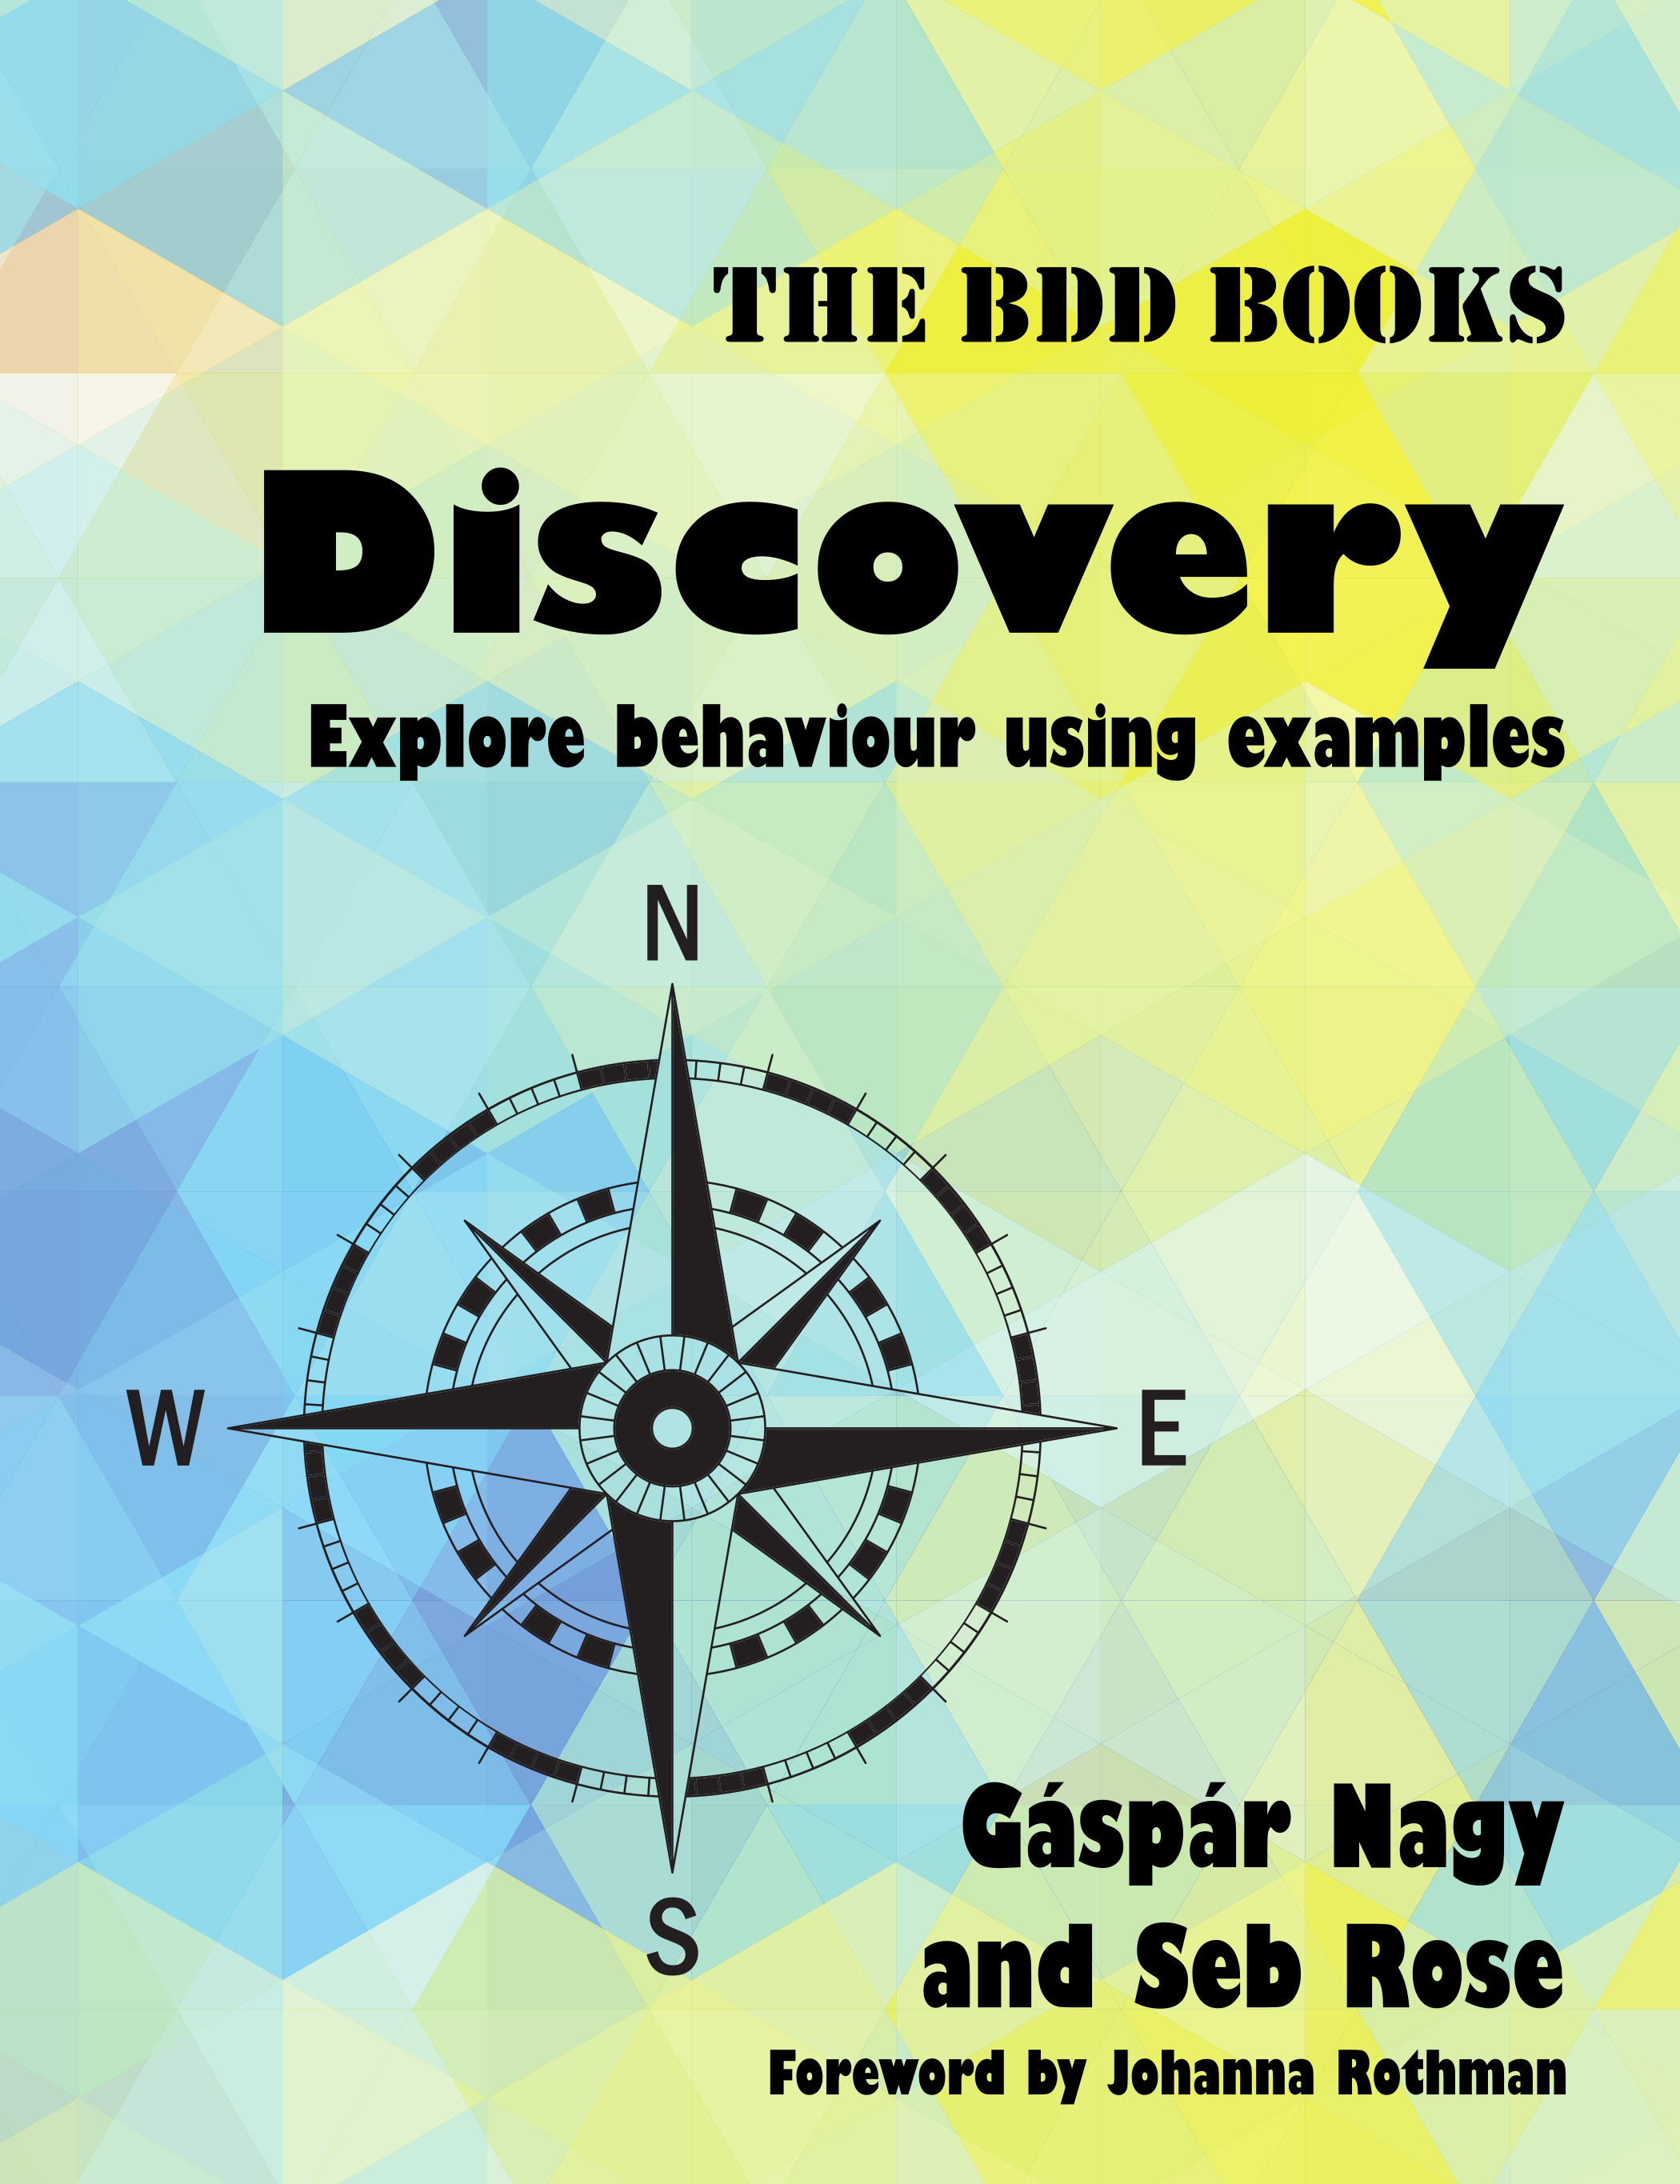 THE BDD BOOKS
Discovery
Explore behaviour using examples
N
W
E
S
Gáspár Nagy
and Seb Rose
Foreword by Johanna Rothman